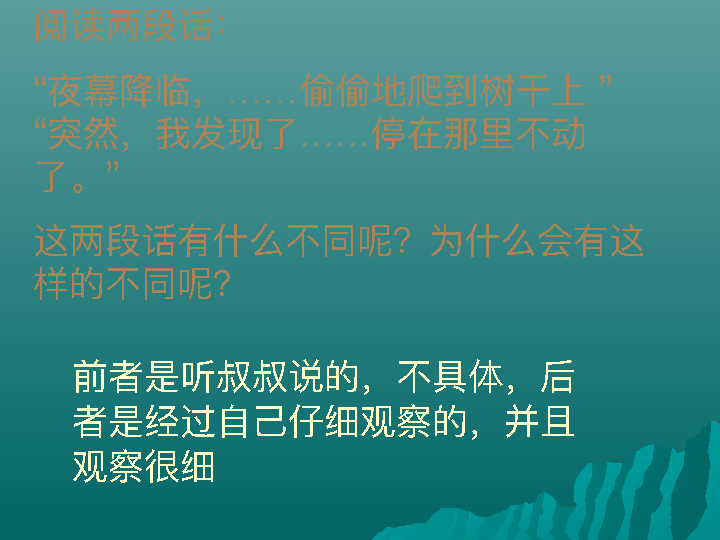 阅读两段话：
“夜幕降临，……偷偷地爬到树干上 ”
“突然，我发现了……停在那里不动
了。”
这两段话有什么不同呢？为什么会有这
样的不同呢？
前者是听叔叔说的，不具体，后
者是经过自己仔细观察的，并且
观察很细